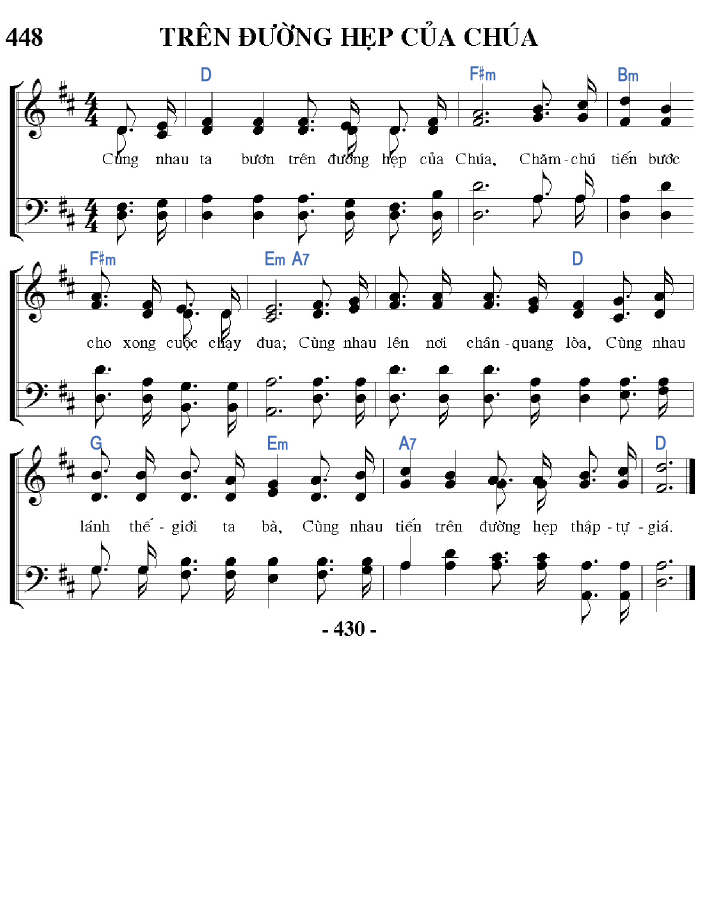 448 TRÊN ĐƯỜNG HẸP CỦA CHÚA
D F#m Bm
Cùng nhau ta bươn trên đường hẹp của Chúa, Chăm-chú tiến bước
F#m Em A7 D
cho xong cuộc chạy đua; Cùng nhau lên nơi chân-quang lòa, Cùng nhau
G Em A7 D
lánh thế-giới ta bà, Cùng nhau tiến trên đường hẹp thập-tự-giá.
- 430 -